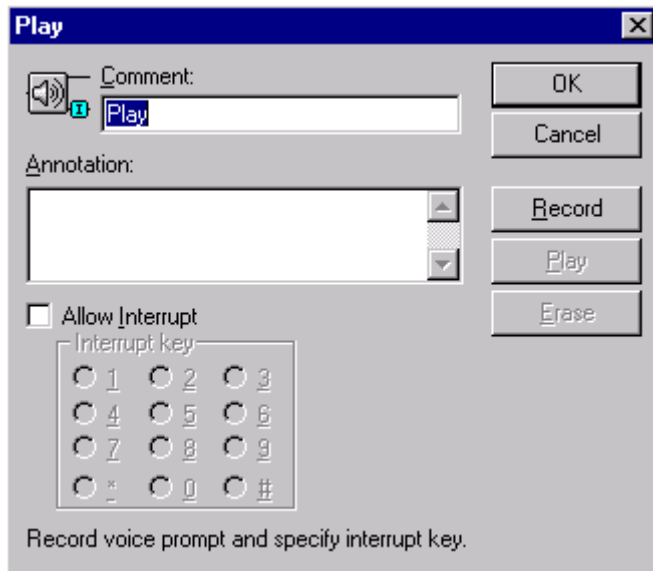 Play
Comment:
OK
Play
Cancel
Annotation:
Record
Play
Erase
Allow Interrupt
Interrupt key
1 2 3
4 5 6
7 8 9
* 0 #
Record voice prompt and specify interrupt key.